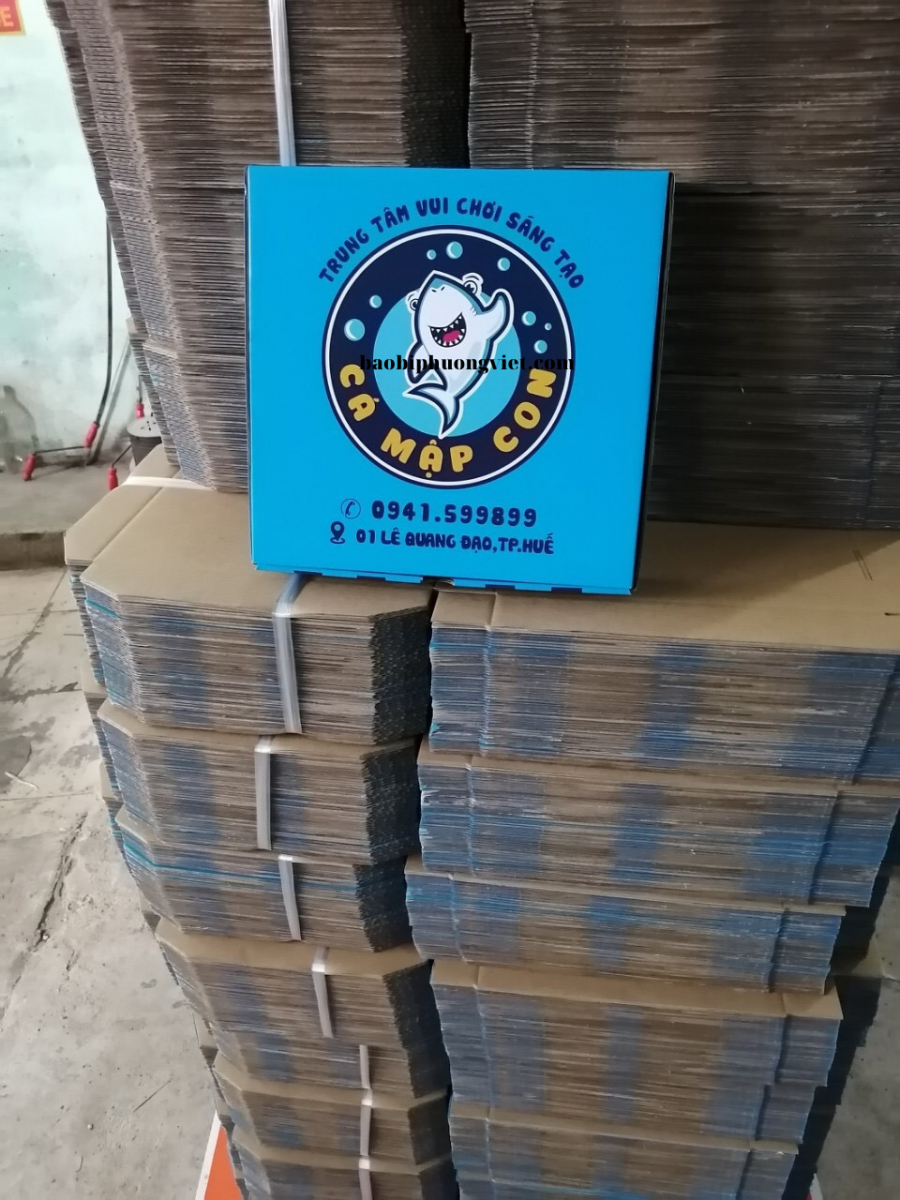 TRUNG TÂM VUI CHƠI SÁNG TẠO
baobiphuongviet.com
CÁ MẬP CON
0941.599899
01 LÊ QUANG ĐẠO,TP.HUẾ